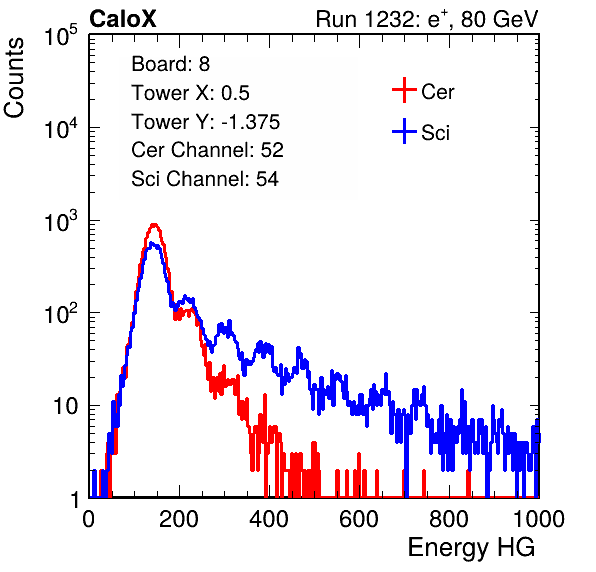 CaloX Run 1232: e⁺, 80 GeV
Counts
Board: 8
Tower X: 0.5
Tower Y: -1.375
Cer Channel: 52
Sci Channel: 54
Cer
Sci
10⁵
10⁴
10³
10²
10
1
0 200 400 600 800 1000
Energy HG